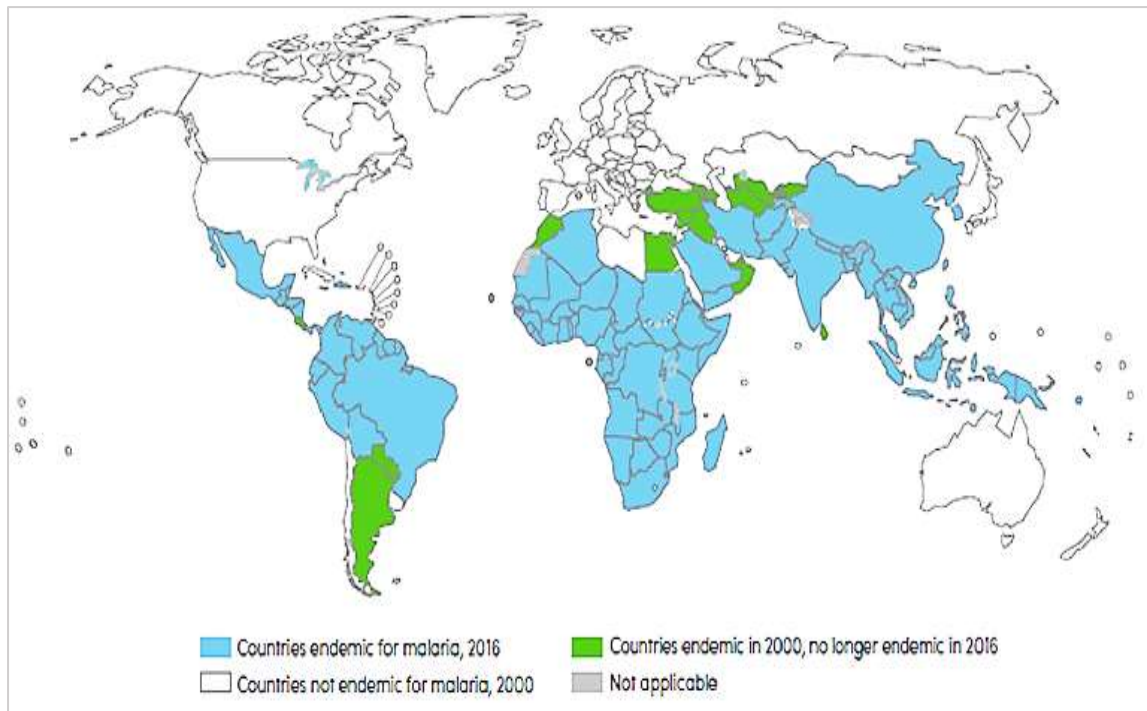 Countries endemic for malaria, 2016
Countries endemic in 2000, no longer endemic in 2016
Countries not endemic for malaria, 2000
Not applicable